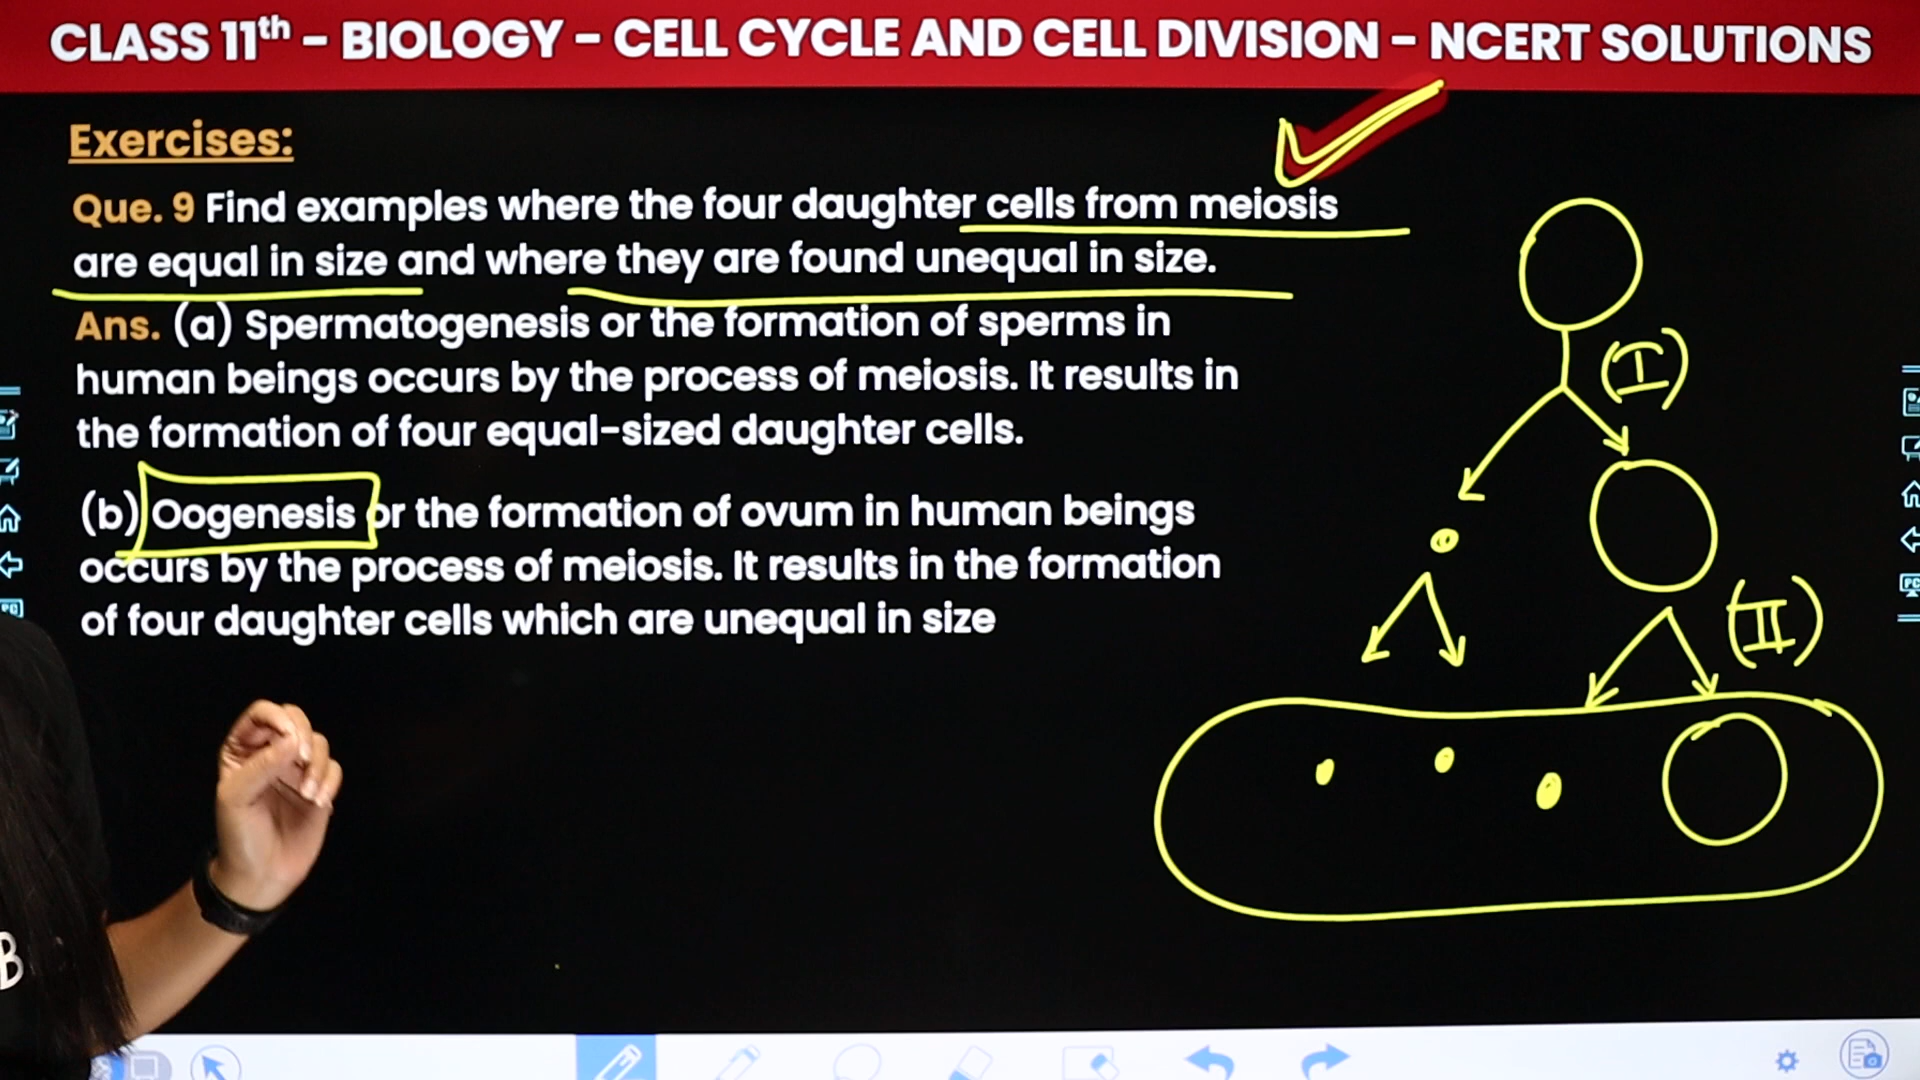 CLASS 11th - BIOLOGY - CELL CYCLE AND CELL DIVISION - NCERT SOLUTIONS
Exercises:
Que. 9 Find examples where the four daughter cells from meiosis
are equal in size and where they are found unequal in size.
Ans. (a) Spermatogenesis or the formation of sperms in
human beings occurs by the process of meiosis. It results in
the formation of four equal-sized daughter cells.
(b) Oogenesis or the formation of ovum in human beings
occurs by the process of meiosis. It results in the formation
of four daughter cells which are unequal in size
(I)
(II)
B